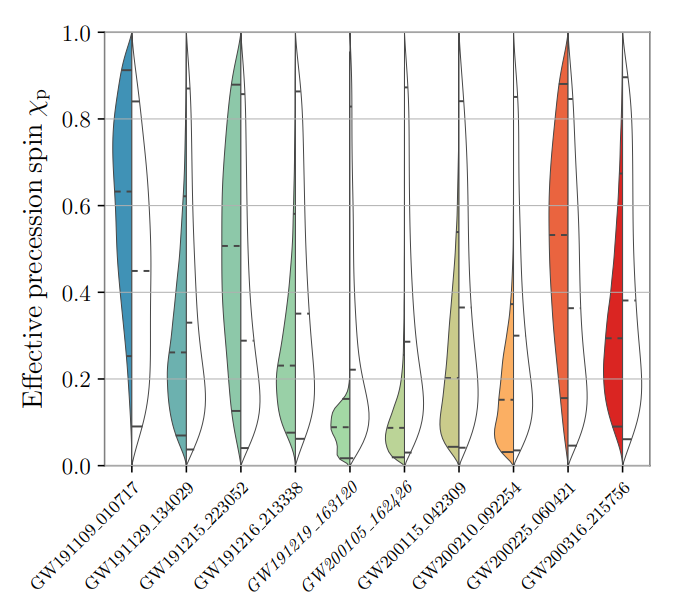 Effective precession spin χp
1.0
0.8
0.6
0.4
0.2
0.0
GW191109_010717
GW191129_134029
GW191215_223052
GW191216_213338
GW191219_163120
GW200105_162426
GW200115_042309
GW200210_092254
GW200225_060421
GW200316_215756